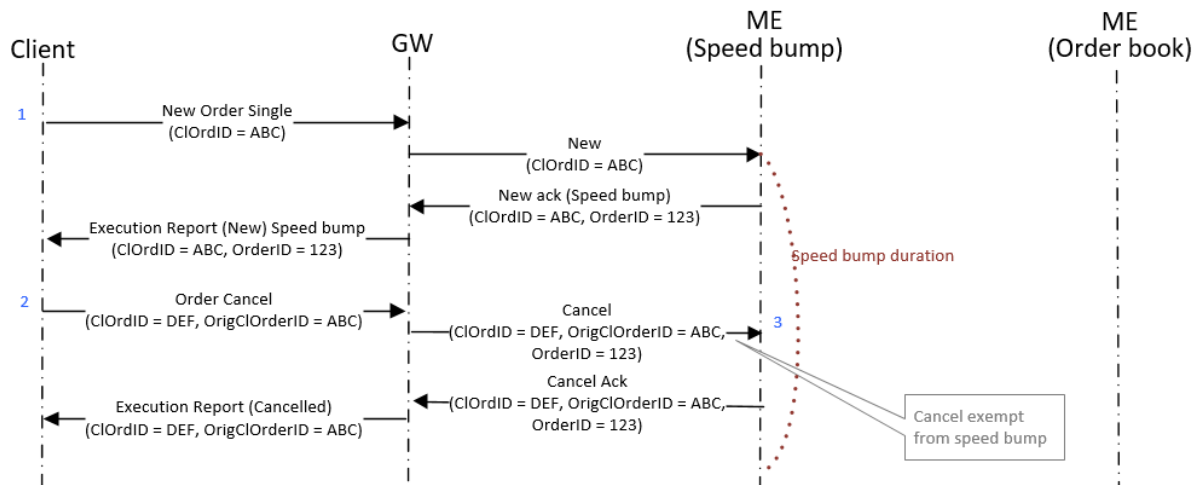 Client
GW
ME
(Speed bump)
ME
(Order book)
1
New Order Single
(ClOrdID = ABC)
New
(ClOrdID = ABC)
New ack (Speed bump)
(ClOrdID = ABC, OrderID = 123)
Execution Report (New) Speed bump
(ClOrdID = ABC, OrderID = 123)
Speed bump duration
2
Order Cancel
(ClOrdID = DEF, OrigClOrderID = ABC)
Cancel
(ClOrdID = DEF, OrigClOrderID = ABC,
OrderID = 123)
3
Cancel Ack
(ClOrdID = DEF, OrigClOrderID = ABC,
OrderID = 123)
Execution Report (Cancelled)
(ClOrdID = DEF, OrigClOrderID = ABC)
Cancel exempt
from speed bump